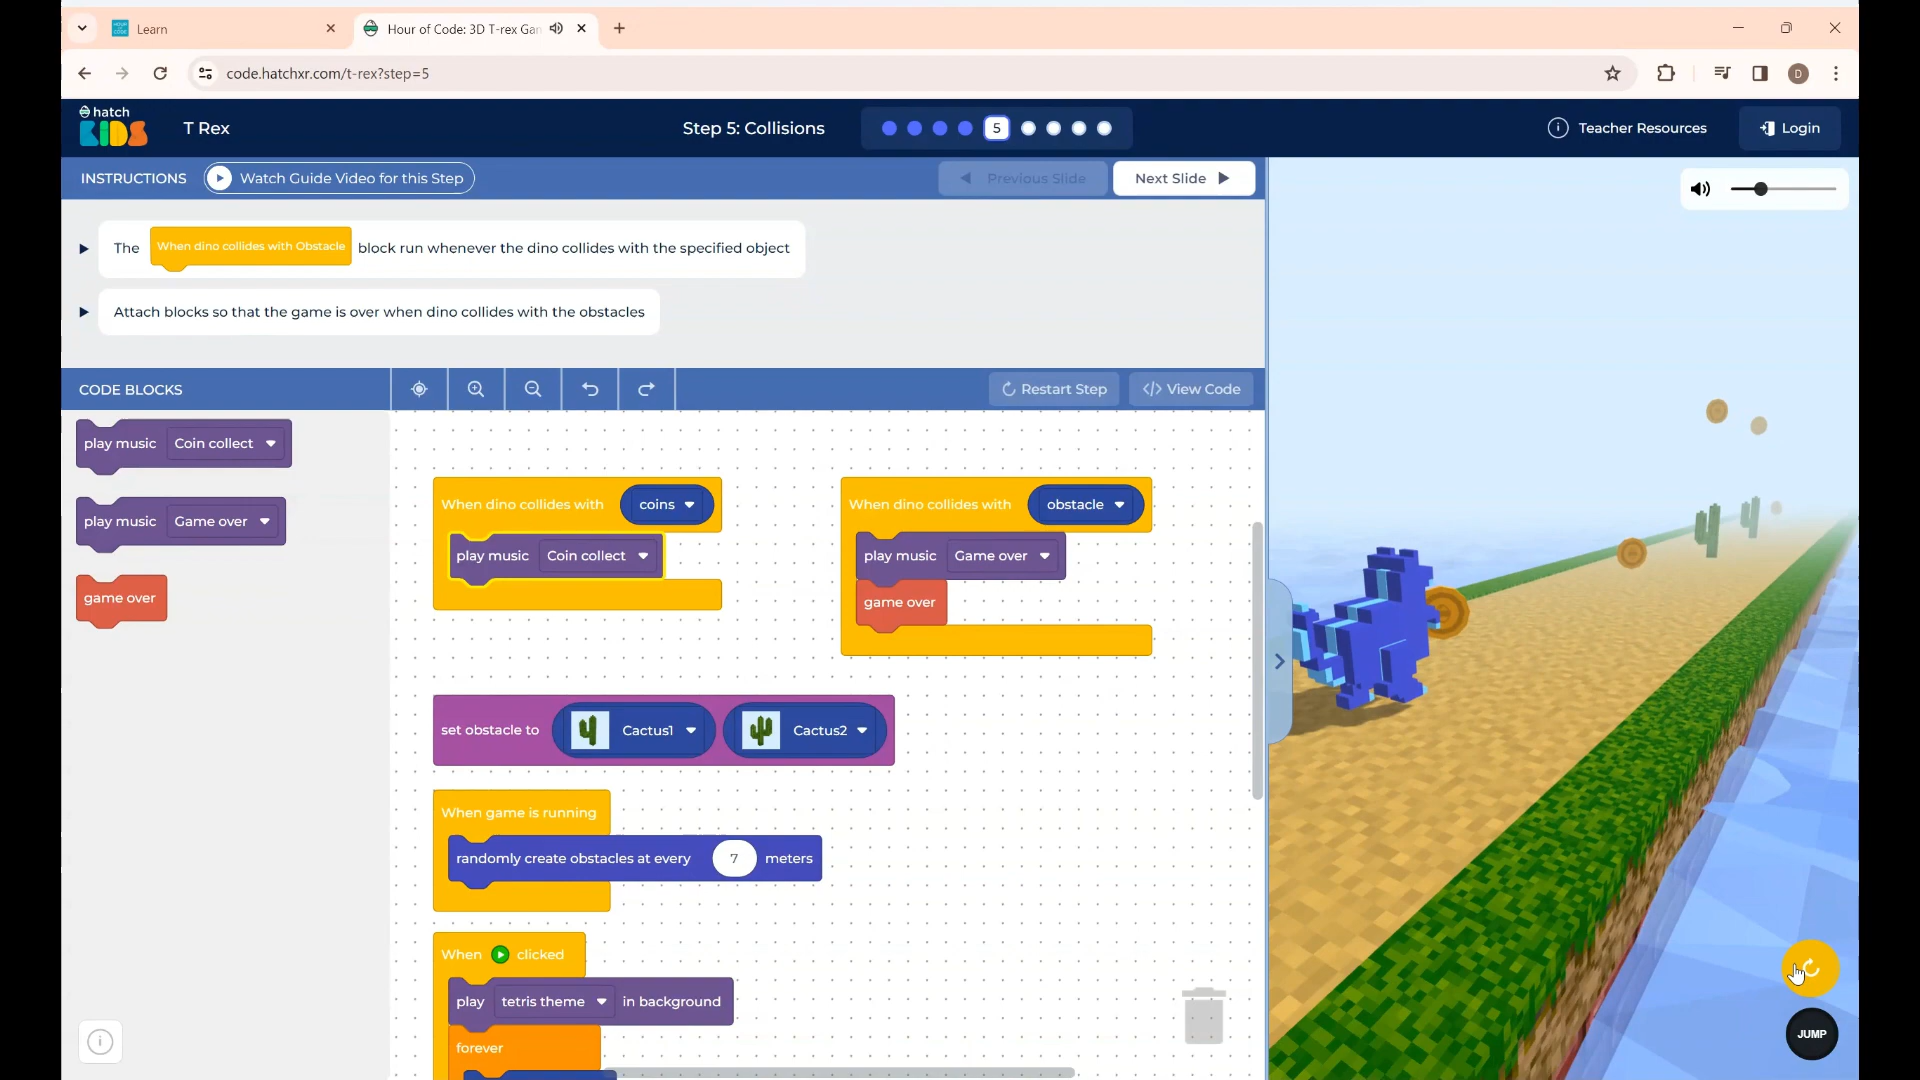 Learn
Hour of Code: 3D T-rex Gan
code.hatchxr.com/t-rex?step=5
D
hatch
KIDS
T Rex
Step 5: Collisions
5
Teacher Resources
Login
INSTRUCTIONS
Watch Guide Video for this Step
Previous Slide
Next Slide
The When dino collides with Obstacle block run whenever the dino collides with the specified object
Attach blocks so that the game is over when dino collides with the obstacles
CODE BLOCKS
Restart Step
</> View Code
play music Coin collect
play music Game over
game over
When dino collides with coins
play music Coin collect
When dino collides with obstacle
play music Game over
game over
set obstacle to Cactus1 Cactus2
When game is running
randomly create obstacles at every 7 meters
When clicked
play tetris theme in background
forever
JUMP